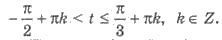 -π/2 + πk < t ≤ π/3 + πk, k ∈ Z.